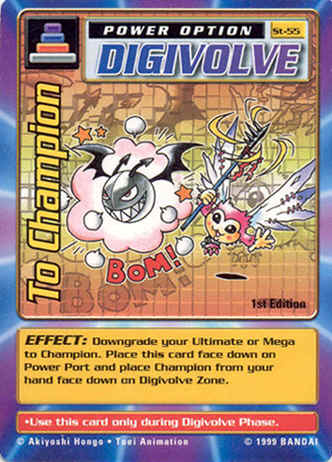 POWER OPTION
St-55
DIGIVOLVE
To Champion
BOM!
BOM!
1st Edition
EFFECT: Downgrade your Ultimate or Mega
to Champion. Place this card face down on
Power Port and place Champion from your
hand face down on Digivolve Zone.
•Use this card only during Digivolve Phase.
© Akiyoshi Hongo • Toei Animation
© 1999 BANDAI